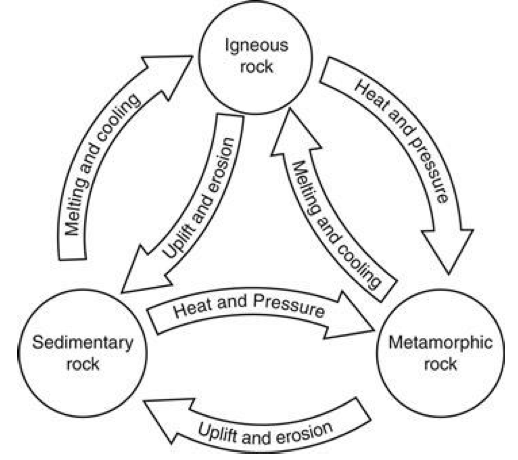 Igneous
rock
Heat and pressure
Melting and cooling
Uplift and erosion
Melting and cooling
Heat and Pressure
Sedimentary
rock
Metamorphic
rock
Uplift and erosion